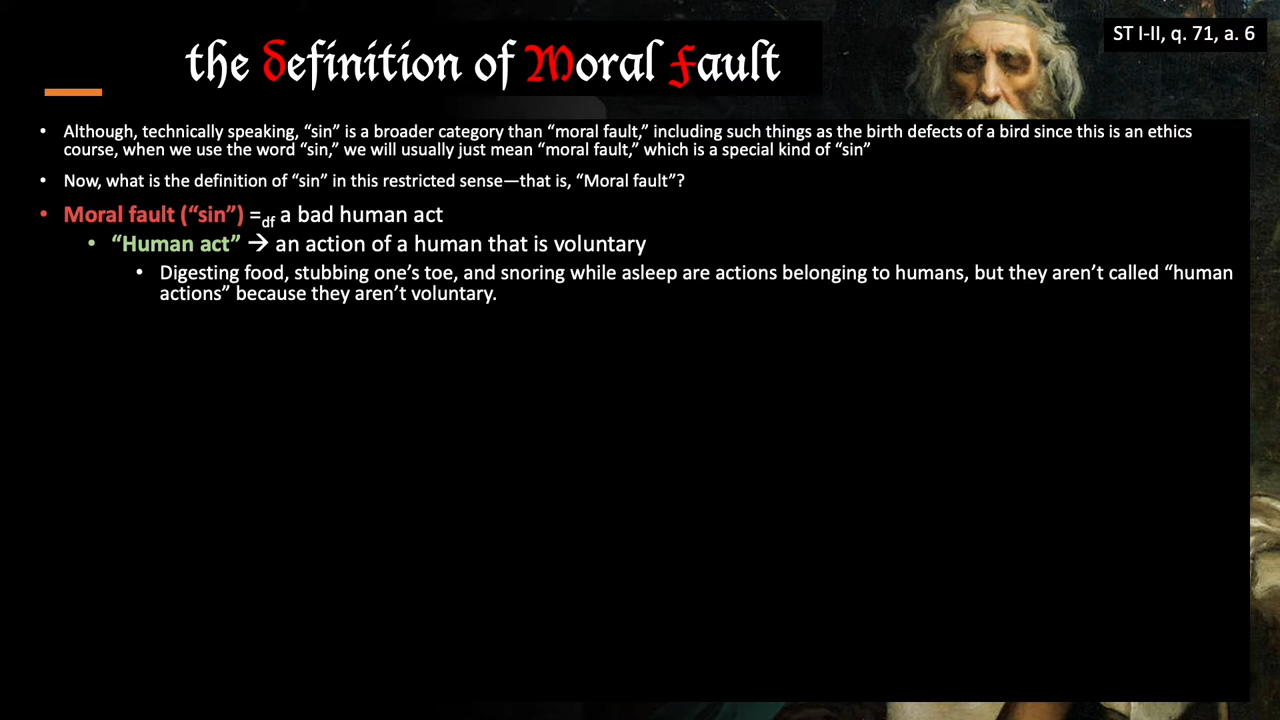 the Definition of Moral Fault
ST I-II, q. 71, a. 6
• Although, technically speaking, “sin” is a broader category than “moral fault,” including such things as the birth defects of a bird since this is an ethics
course, when we use the word “sin,” we will usually just mean “moral fault,” which is a special kind of “sin”
• Now, what is the definition of “sin” in this restricted sense—that is, “Moral fault”?
• Moral fault (“sin”) =df a bad human act
• “Human act” → an action of a human that is voluntary
• Digesting food, stubbing one’s toe, and snoring while asleep are actions belonging to humans, but they aren’t called “human
actions” because they aren’t voluntary.